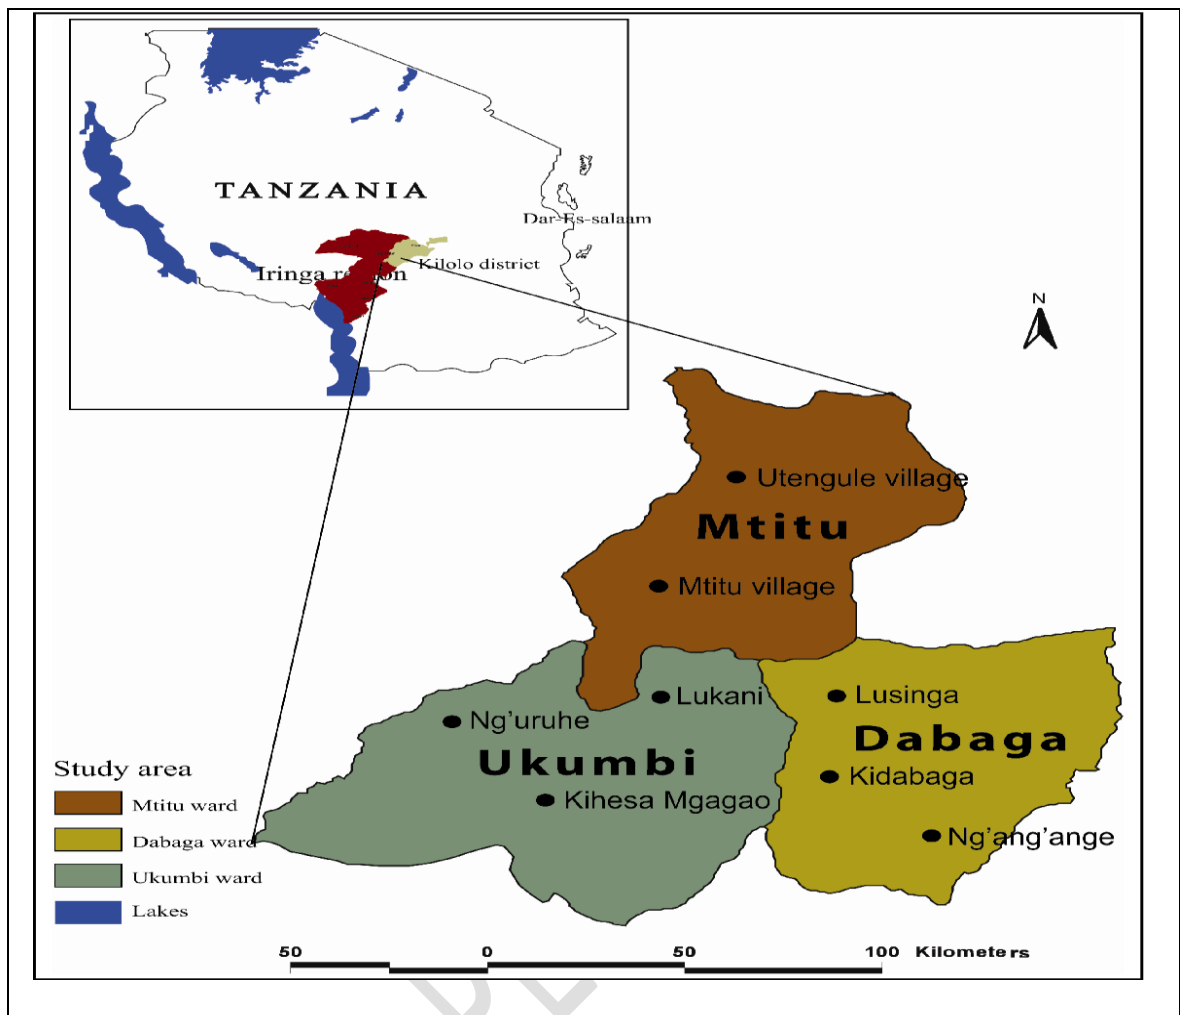 TANZANIA
Dar-Es-salaam
Kilolo district
Iringa region
N
Utengule village
Mtitu
Mtitu village
Lukani
Lusinga
Ng'uruhe
Dabaga
Ukumbi
Kidabaga
Kihesa Mgagao
Ng'ang'ange
Study area
Mtitu ward
Dabaga ward
Ukumbi ward
Lakes
50 0 50 100 Kilometers